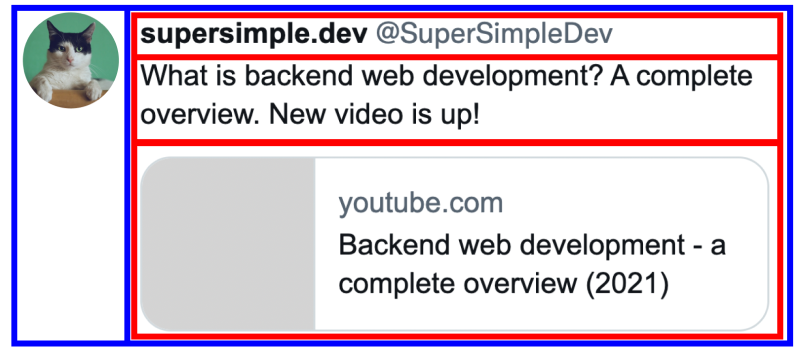 supersimple.dev @SuperSimpleDev
What is backend web development? A complete
overview. New video is up!
youtube.com
Backend web development - a
complete overview (2021)